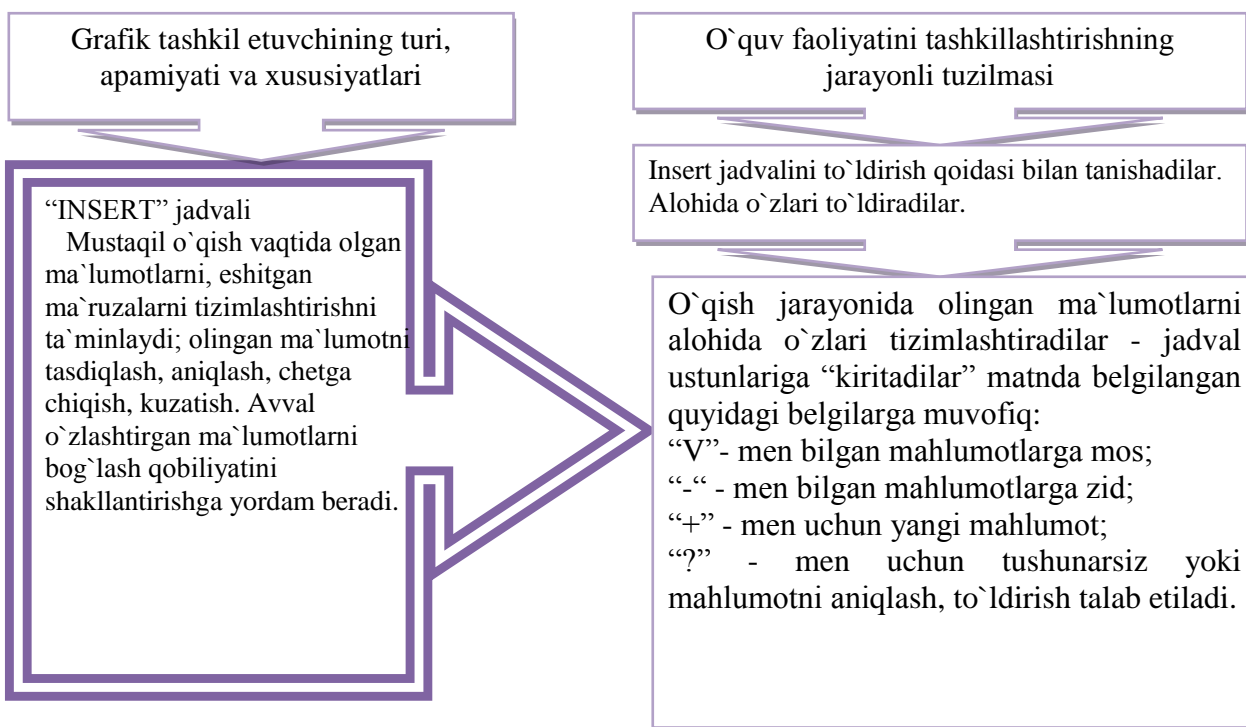 Grafik tashkil etuvchining turi,
apamiyati va xususiyatlari
“INSERT” jadvali
Mustaqil o`qish vaqtida olgan
ma`lumotlarni, eshitgan
ma`ruzalarni tizimlashtirishni
ta`minlaydi; olingan ma`lumotni
tasdiqlash, aniqlash, chetga
chiqish, kuzatish. Avval
o`zlashtirgan ma`lumotlarni
bog`lash qobiliyatini
shakllantirishga yordam beradi.
O`quv faoliyatini tashkillashtirishning
jarayonli tuzilmasi
Insert jadvalini to`ldirish qoidasi bilan tanishadilar.
Alohida o`zlari to`ldiradilar.
O`qish jarayonida olingan ma`lumotlarni
alohida o`zlari tizimlashtiradilar - jadval
ustunlariga “kiritadilar” matnda belgilangan
quyidagi belgilarga muvofiq:
“V”- men bilgan mahlumotlarga mos;
“-“ - men bilgan mahlumotlarga zid;
“+” - men uchun yangi mahlumot;
“?” - men uchun tushunarsiz yoki
mahlumotni aniqlash, to`ldirish talab etiladi.